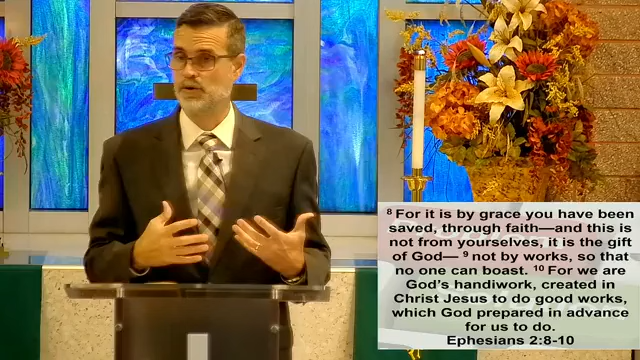 ⁸ For it is by grace you have been
saved, through faith—and this is
not from yourselves, it is the gift
of God— ⁹ not by works, so that
no one can boast. ¹⁰ For we are
God's handiwork, created in
Christ Jesus to do good works,
which God prepared in advance
for us to do.
Ephesians 2:8-10